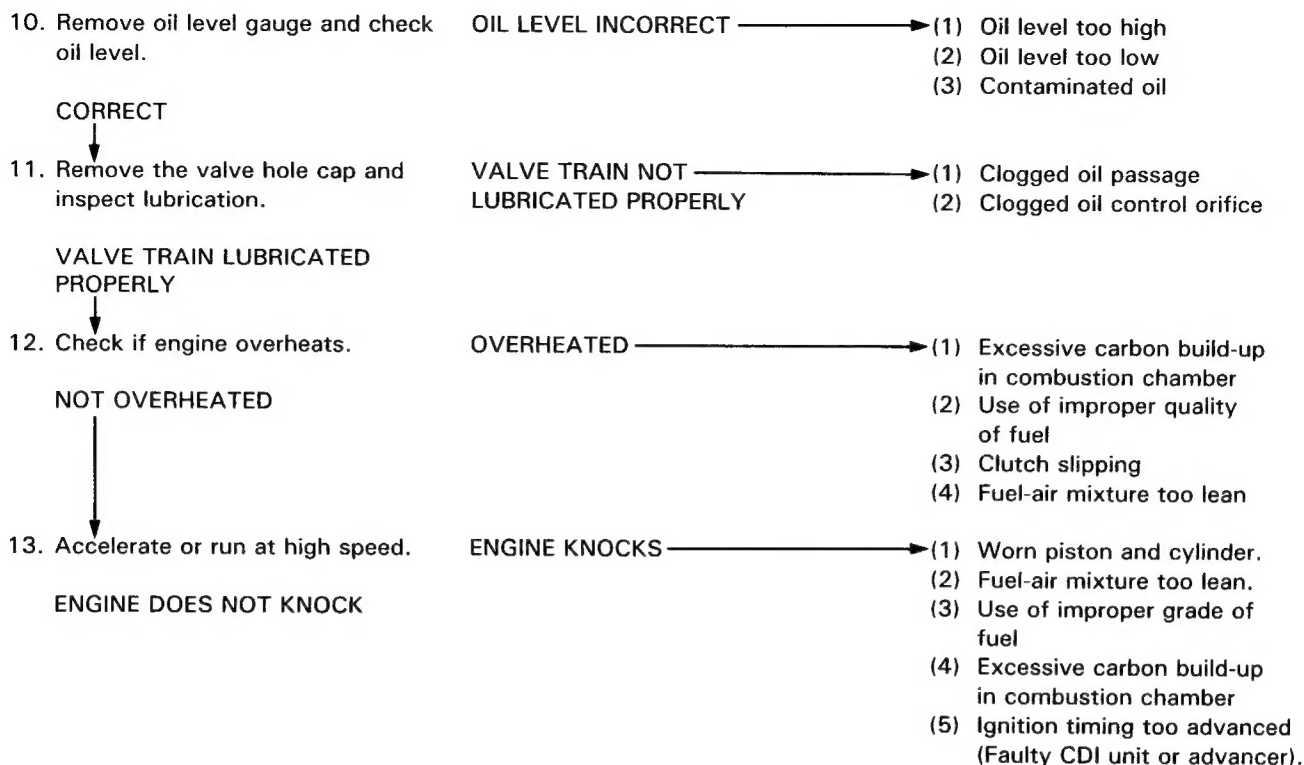 10. Remove oil level gauge and check
oil level.
OIL LEVEL INCORRECT
(1) Oil level too high
(2) Oil level too low
(3) Contaminated oil
CORRECT
11. Remove the valve hole cap and
inspect lubrication.
VALVE TRAIN NOT
LUBRICATED PROPERLY
(1) Clogged oil passage
(2) Clogged oil control orifice
VALVE TRAIN LUBRICATED
PROPERLY
12. Check if engine overheats.
OVERHEATED
(1) Excessive carbon build-up
in combustion chamber
(2) Use of improper quality
of fuel
(3) Clutch slipping
(4) Fuel-air mixture too lean
NOT OVERHEATED
13. Accelerate or run at high speed.
ENGINE KNOCKS
(1) Worn piston and cylinder.
(2) Fuel-air mixture too lean.
(3) Use of improper grade of
fuel
(4) Excessive carbon build-up
in combustion chamber
(5) Ignition timing too advanced
(Faulty CDI unit or advancer).
ENGINE DOES NOT KNOCK